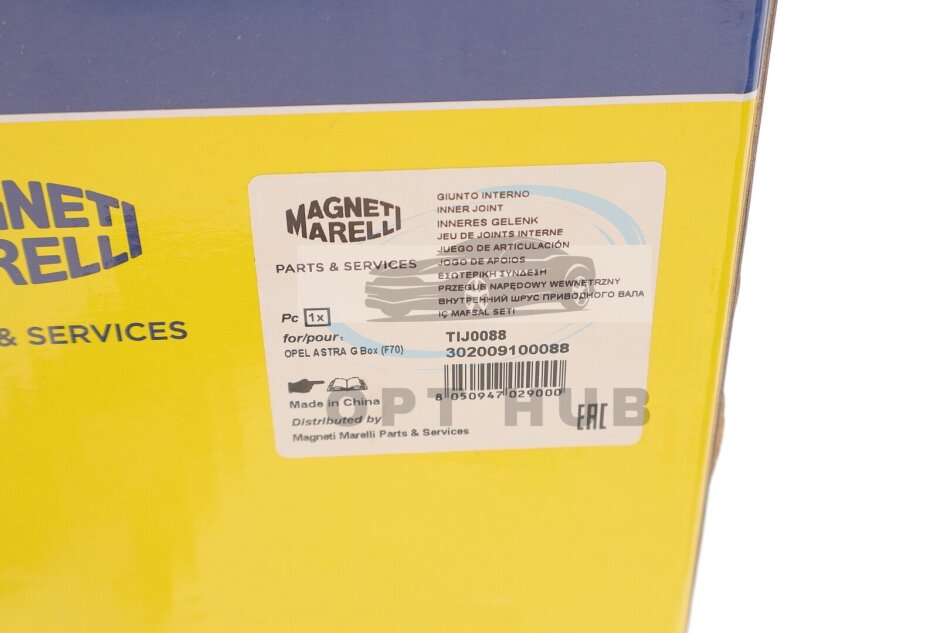 GNETI
RELLI
& SERVICES
MAGNETI
MARELLI
PARTS & SERVICES
Pc 1x
for/pour:
OPEL ASTRA G Box (F70)
Made in China
Distributed by
Magneti Marelli Parts & Services
GIUNTO INTERNO
INNER JOINT
INNERES GELENK
JEU DE JOINTS INTERNE
JUEGO DE ARTICULACIÓN
JOGO DE APOIOS
ΕΣΩΤΕΡΙΚΗ ΣΥΝΔΕΣΗ
PRZEGUB NAPĘDOWY WEWNĘTRZNY
ВНУТРЕННИЙ ШРУС ПРИВОДНОГО ВАЛА
IÇ MAFSAL SETI
TIJ0088
302009100088
8 050947 029000
EAC
OPT HUB